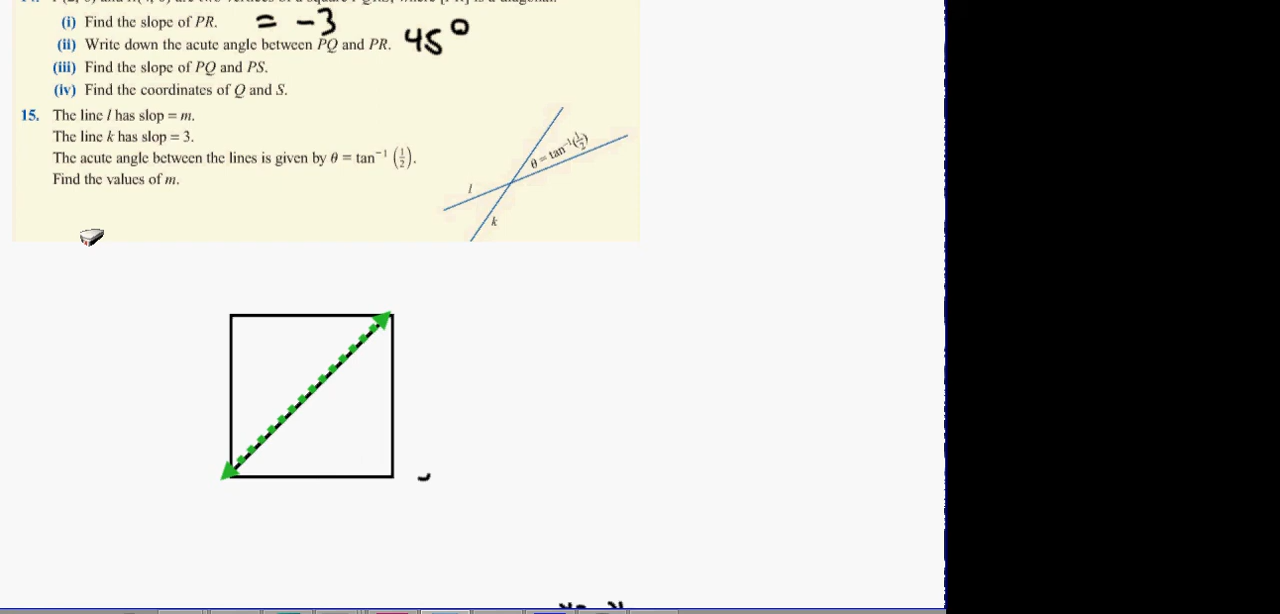 (i) Find the slope of PR. = -3
(ii) Write down the acute angle between PQ and PR. 45°
(iii) Find the slope of PQ and PS.
(iv) Find the coordinates of Q and S.
15. The line l has slop = m.
The line k has slop = 3.
The acute angle between the lines is given by θ = tan⁻¹ (1/2).
Find the values of m.
θ = tan⁻¹(1/2)
l
k